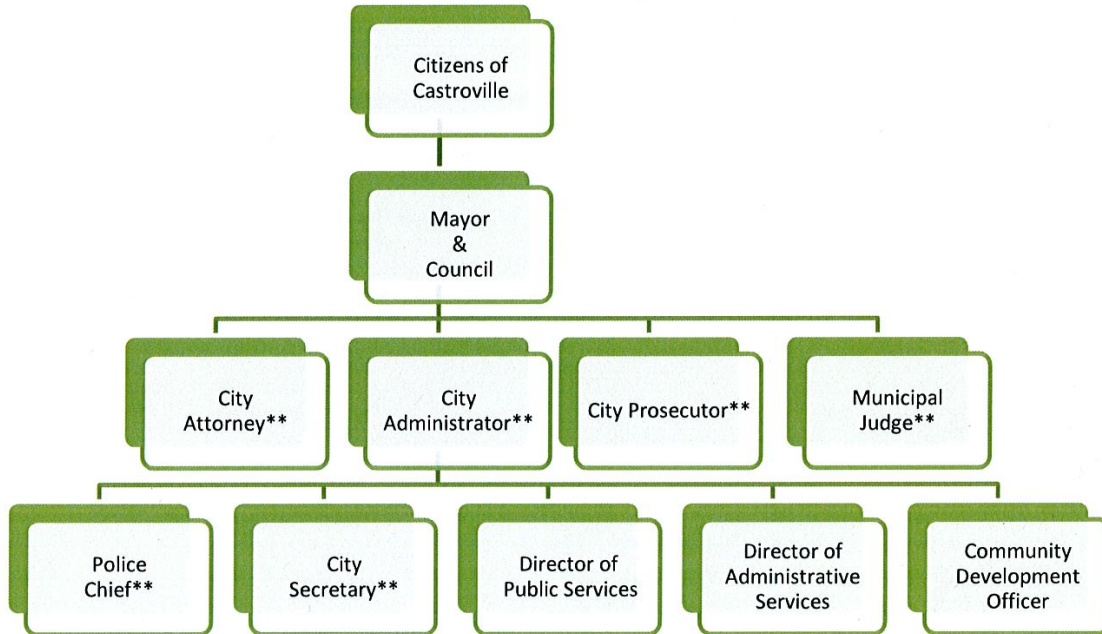 Citizens of
Castroville
Mayor
&
Council
City
Attorney**
City
Administrator**
City Prosecutor**
Municipal
Judge**
Police
Chief**
City
Secretary**
Director of
Public Services
Director of
Administrative
Services
Community
Development
Officer